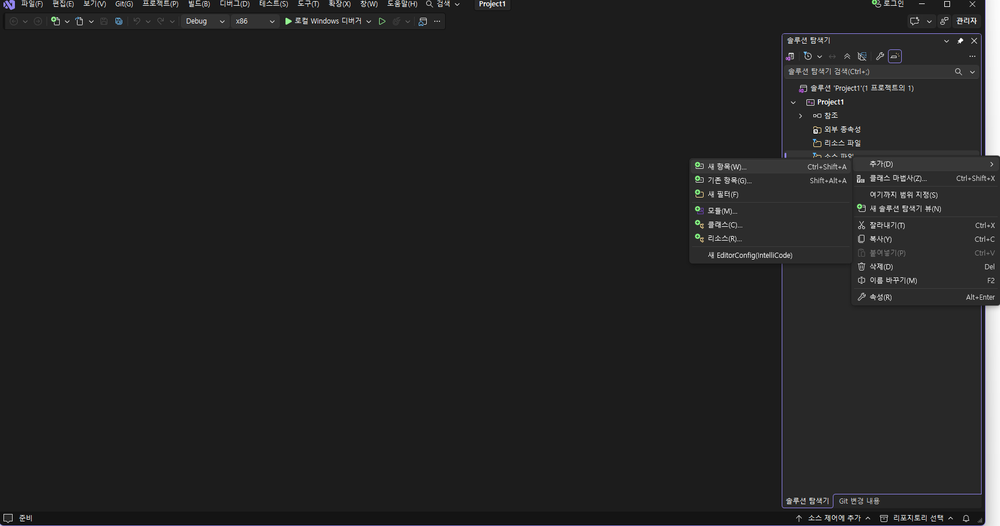 파일(F) 편집(E) 보기(V) Git(G) 프로젝트(P) 빌드(B) 디버그(D) 테스트(S) 도구(T) 확장(X) 창(W) 도움말(H) 검색 Project1 로그인
Debug x86 로컬 Windows 디버거 ... 관리자
솔루션 탐색기
솔루션 탐색기 검색(Ctrl+;)
솔루션 'Project1'(1 프로젝트의 1)
Project1
참조
외부 종속성
리소스 파일
소스 파일
새 항목(W)... Ctrl+Shift+A
기존 항목(G)... Shift+Alt+A
새 필터(F)
모듈(M)...
클래스(C)...
리소스(R)...
새 EditorConfig(IntelliCode)
추가(D)
클래스 마법사(Z)... Ctrl+Shift+X
여기까지 범위 지정(S)
새 솔루션 탐색기 뷰(N)
잘라내기(T) Ctrl+X
복사(Y) Ctrl+C
붙여넣기(P) Ctrl+V
삭제(D) Del
이름 바꾸기(M) F2
속성(R) Alt+Enter
솔루션 탐색기 Git 변경 내용
준비 소스 제어에 추가 리포지토리 선택